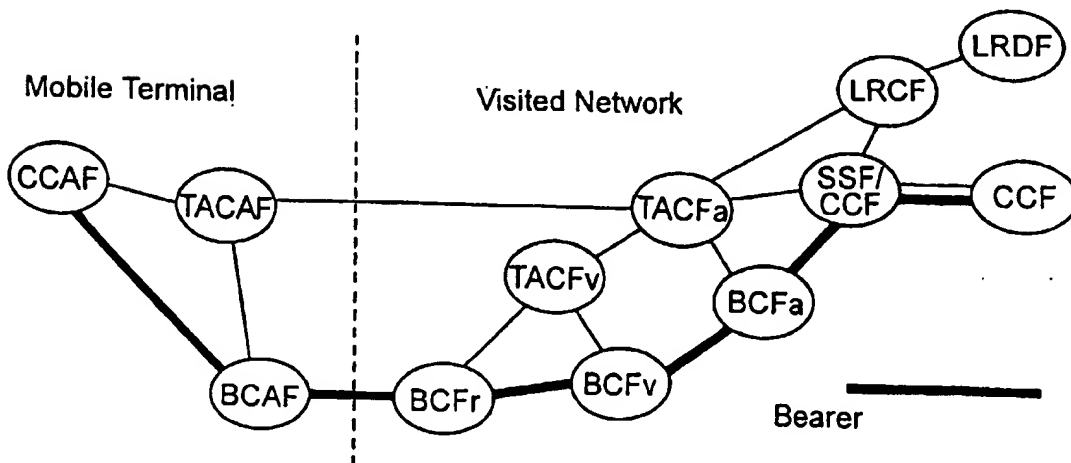 LRDF
Mobile Terminal
Visited Network
LRCF
CCAF
TACAF
TACFa
SSF/
CCF
CCF
TACFv
BCFa
BCAF
BCFr
BCFv
Bearer